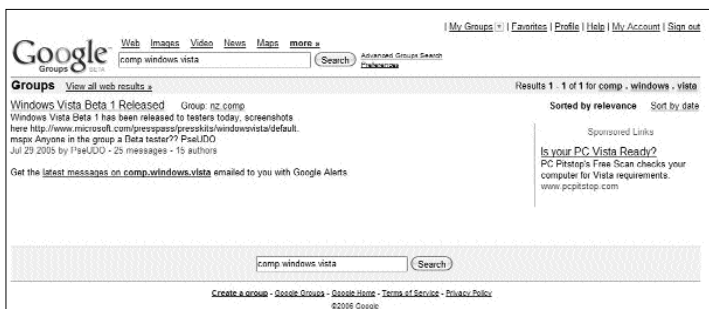 | My Groups | Favorites | Profile | Help | My Account | Sign out
Google Groups BETA
Web Images Video News Maps more »
comp windows vista Search Advanced Groups Search
Preferences
Groups View all web results » Results 1 - 1 of 1 for comp . windows . vista
Windows Vista Beta 1 Released Group: nz.comp
Sorted by relevance Sort by date
Windows Vista Beta 1 has been released to testers today, screenshots
here http://www.microsoft.com/presspass/presskits/windowsvista/default.
mspx Anyone in the group a Beta tester?? PseUDO
Jul 29 2005 by PseUDO - 25 messages - 15 authors
Get the latest messages on comp.windows.vista emailed to you with Google Alerts
Sponsored Links
Is your PC Vista Ready?
PC Pitstop's Free Scan checks your
computer for Vista requirements.
www.pcpitstop.com
comp windows vista Search
Create a group - Google Groups - Google Home - Terms of Service - Privacy Policy
©2006 Google